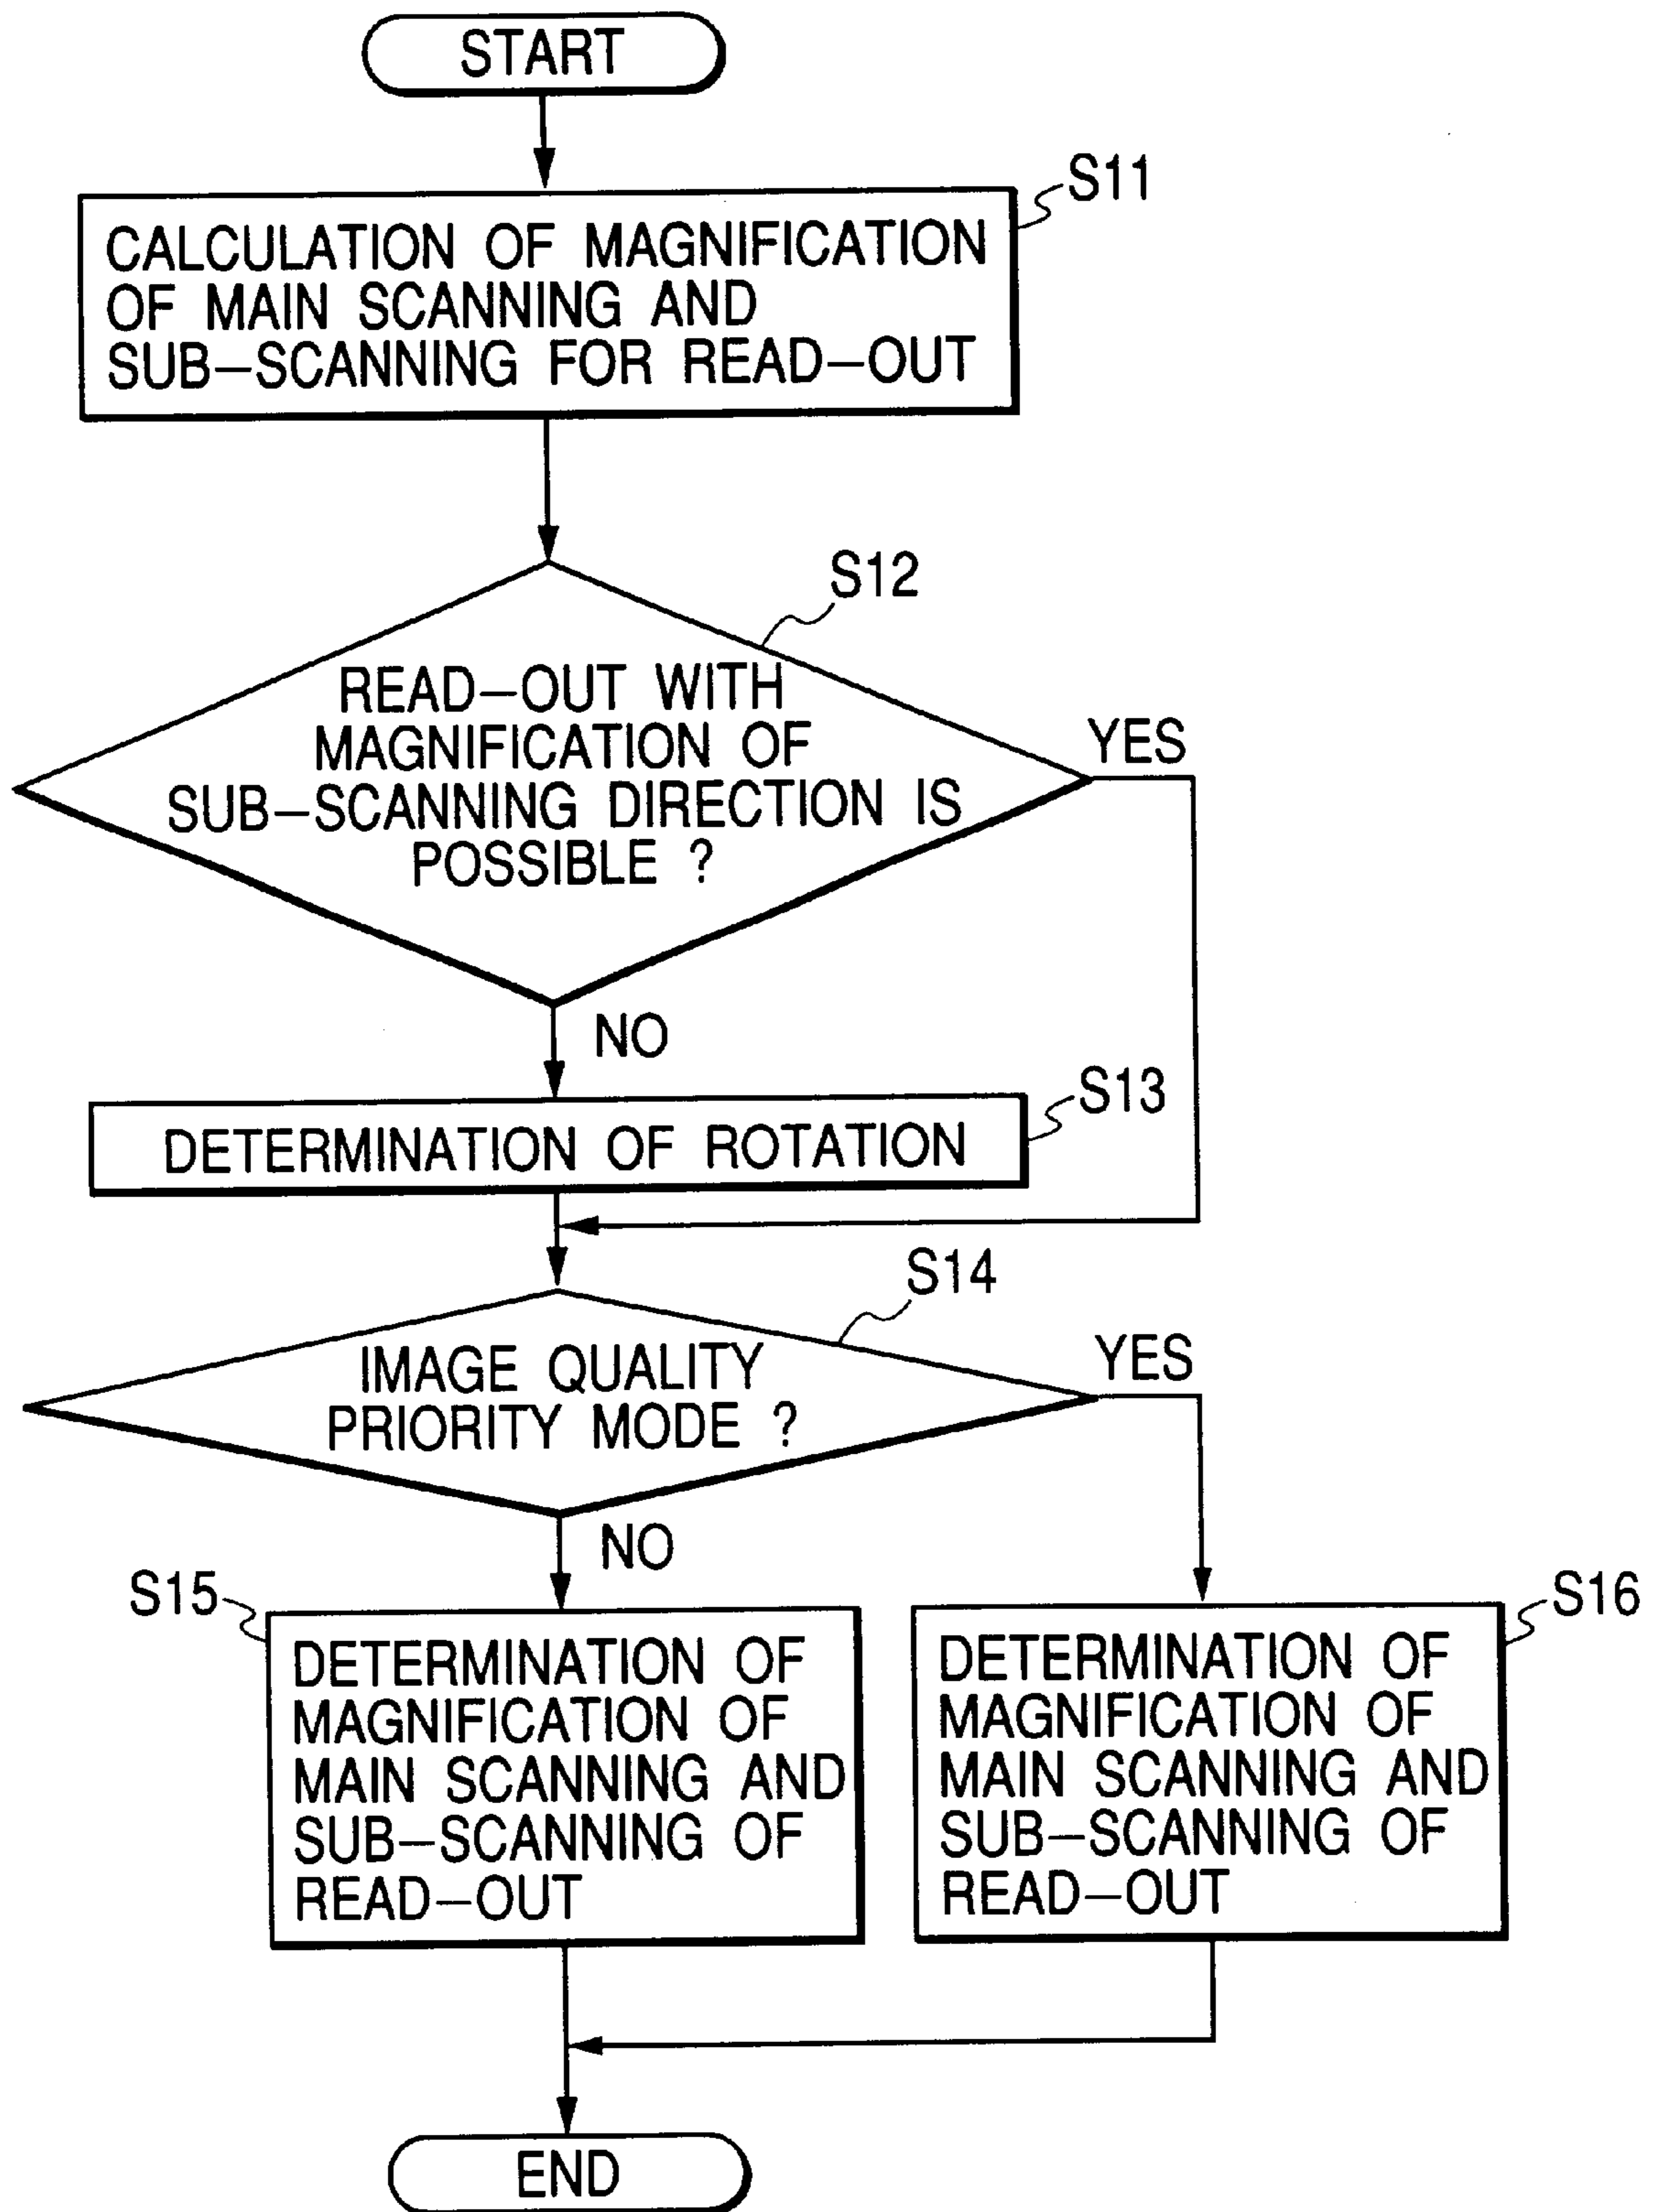 START
S11
CALCULATION OF MAGNIFICATION
OF MAIN SCANNING AND
SUB-SCANNING FOR READ-OUT
S12
READ-OUT WITH
MAGNIFICATION OF
SUB-SCANNING DIRECTION IS
POSSIBLE ?
YES
NO
S13
DETERMINATION OF ROTATION
S14
IMAGE QUALITY
PRIORITY MODE ?
YES
NO
S15
DETERMINATION OF
MAGNIFICATION OF
MAIN SCANNING AND
SUB-SCANNING OF
READ-OUT
S16
DETERMINATION OF
MAGNIFICATION OF
MAIN SCANNING AND
SUB-SCANNING OF
READ-OUT
END